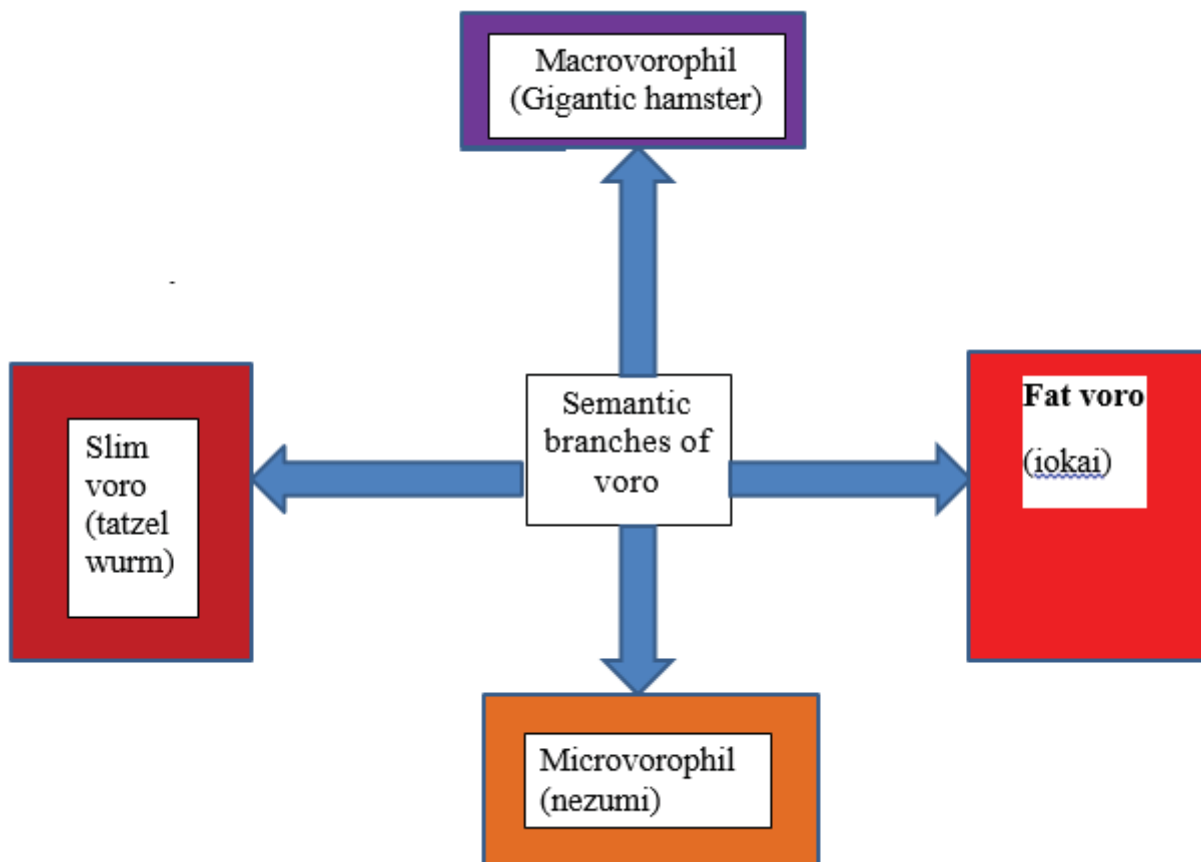 Macrovorophil
(Gigantic hamster)
Slim
voro
(tatzel
wurm)
Semantic
branches of
voro
Fat voro
(iokai)
Microvorophil
(nezumi)